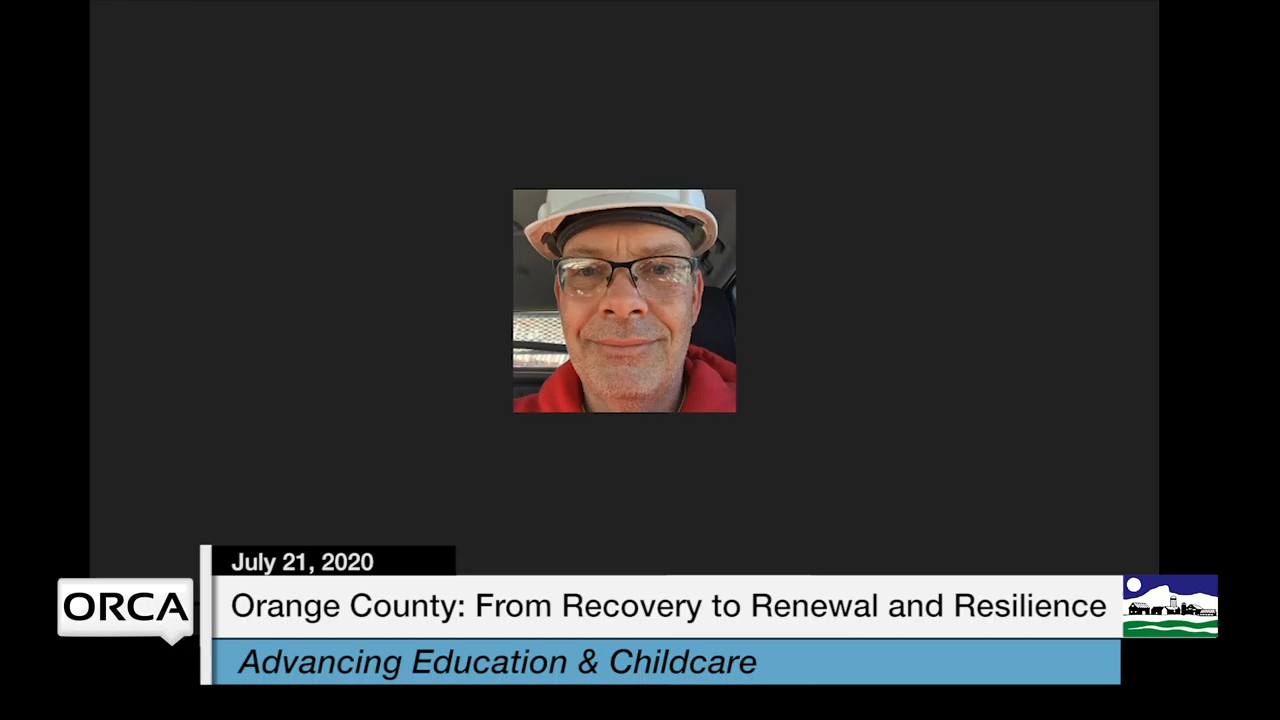 July 21, 2020
ORCA
Orange County: From Recovery to Renewal and Resilience
Advancing Education & Childcare